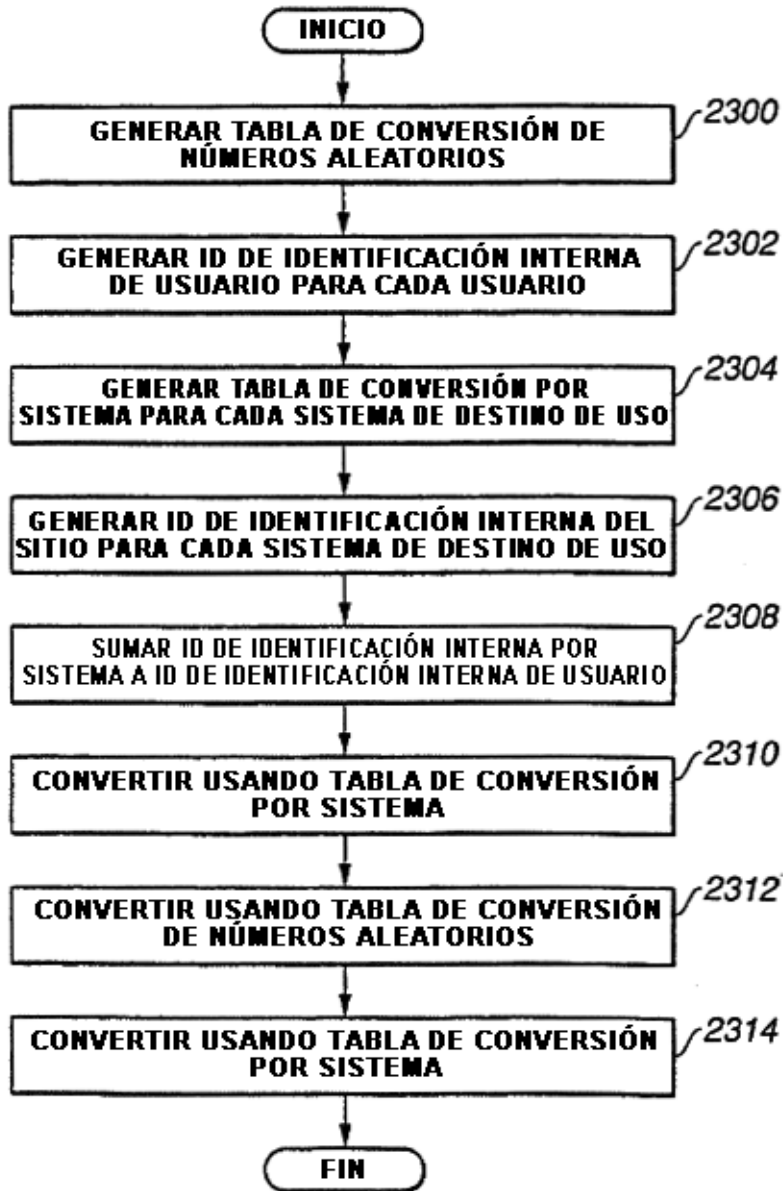 INICIO
2300
GENERAR TABLA DE CONVERSIÓN DE
NÚMEROS ALEATORIOS
2302
GENERAR ID DE IDENTIFICACIÓN INTERNA
DE USUARIO PARA CADA USUARIO
2304
GENERAR TABLA DE CONVERSIÓN POR
SISTEMA PARA CADA SISTEMA DE DESTINO DE USO
2306
GENERAR ID DE IDENTIFICACIÓN INTERNA DEL
SITIO PARA CADA SISTEMA DE DESTINO DE USO
2308
SUMAR ID DE IDENTIFICACIÓN INTERNA POR
SISTEMA A ID DE IDENTIFICACIÓN INTERNA DE USUARIO
2310
CONVERTIR USANDO TABLA DE CONVERSIÓN
POR SISTEMA
2312
CONVERTIR USANDO TABLA DE CONVERSIÓN
DE NÚMEROS ALEATORIOS
2314
CONVERTIR USANDO TABLA DE CONVERSIÓN
POR SISTEMA
FIN